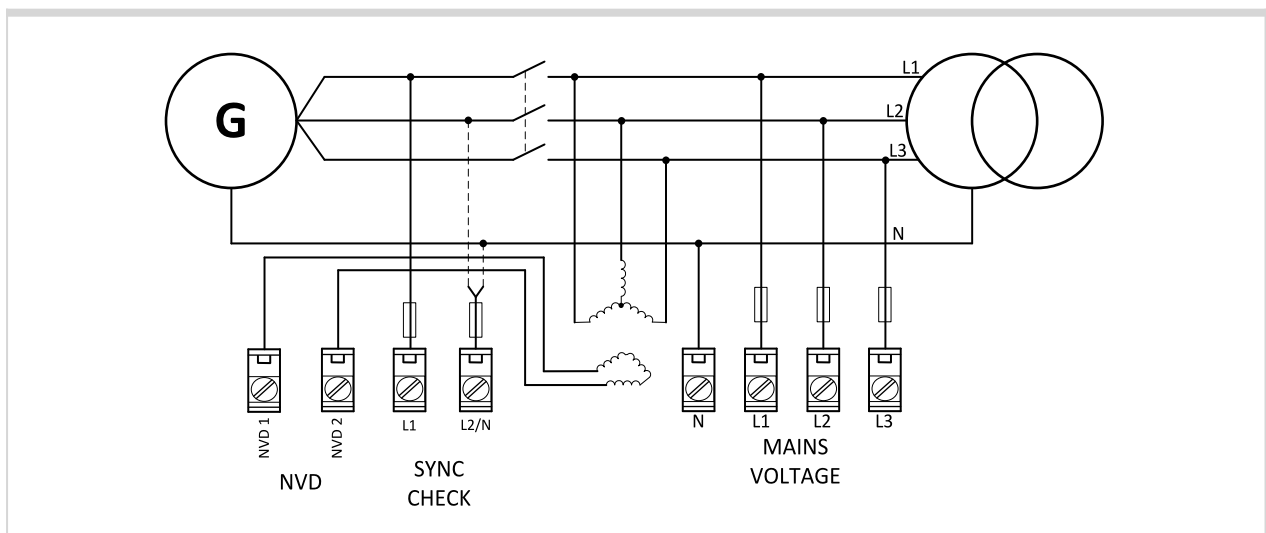 L1
G
L2
L3
N
NVD 1
NVD 2
L1
L2/N
N
L1
L2
L3
NVD
SYNC
CHECK
MAINS
VOLTAGE